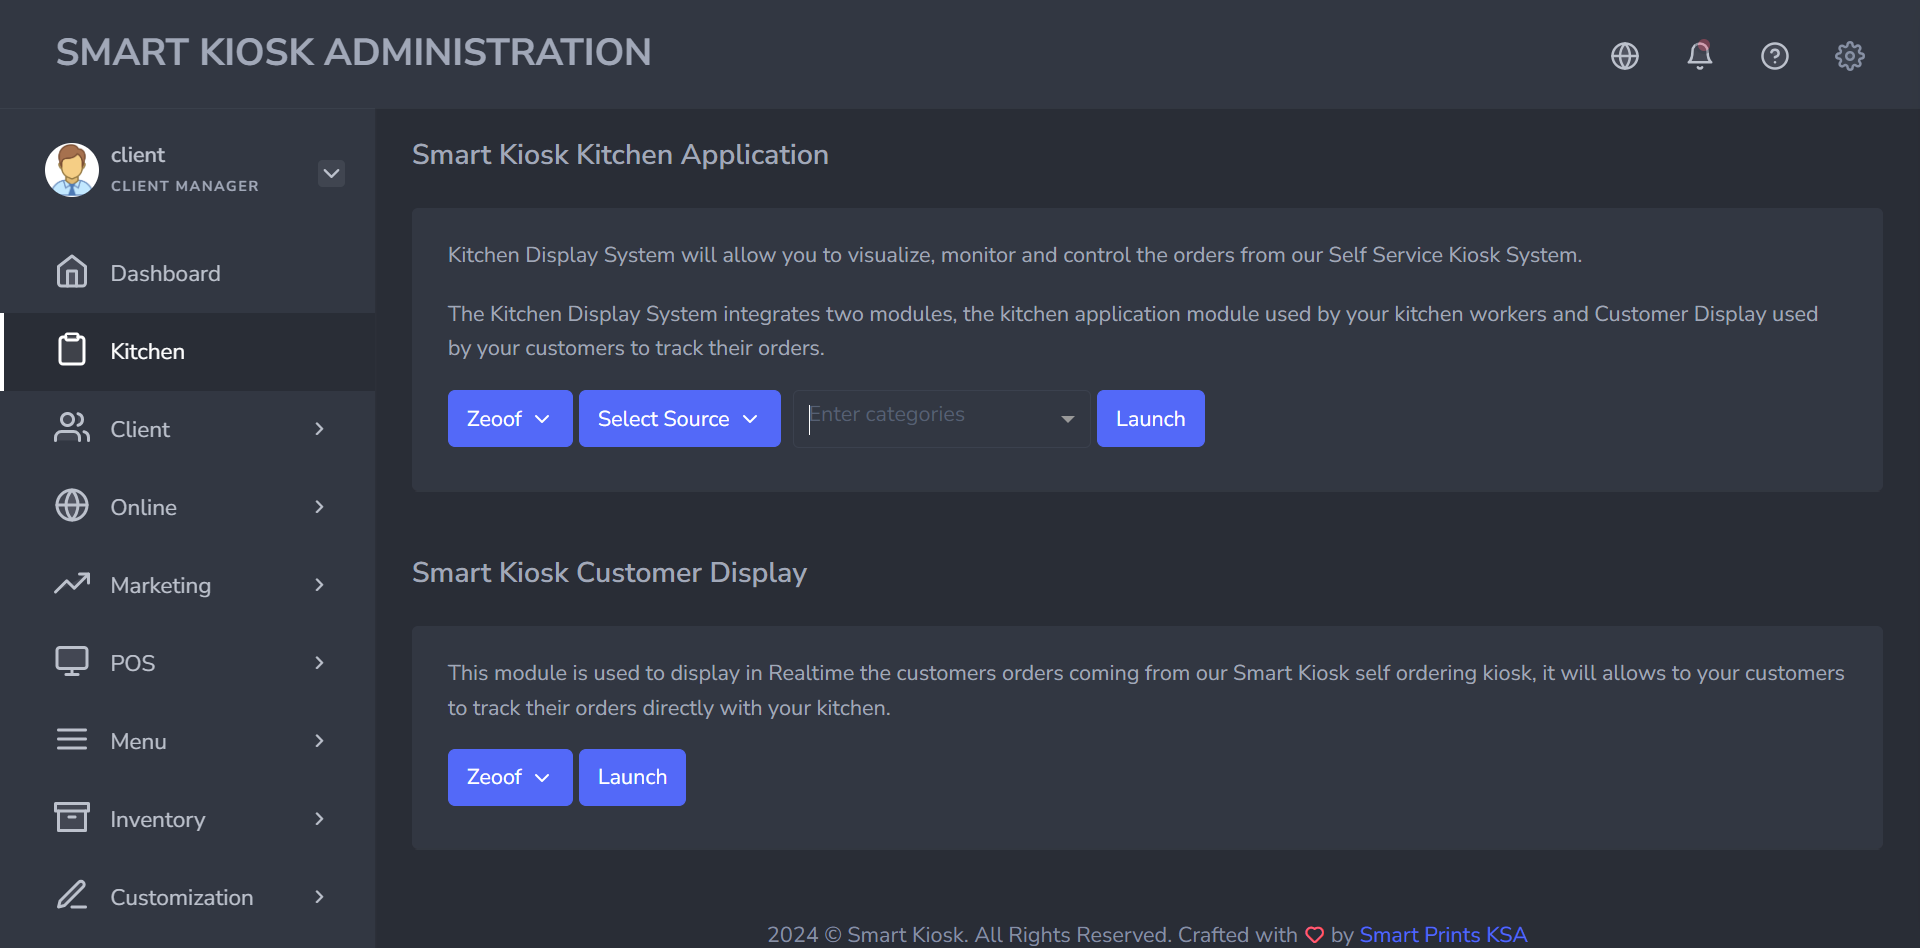 SMART KIOSK ADMINISTRATION
client
CLIENT MANAGER
Dashboard
Kitchen
Client
Online
Marketing
POS
Menu
Inventory
Customization
Smart Kiosk Kitchen Application
Kitchen Display System will allow you to visualize, monitor and control the orders from our Self Service Kiosk System.
The Kitchen Display System integrates two modules, the kitchen application module used by your kitchen workers and Customer Display used
by your customers to track their orders.
Zeoof
Select Source
Enter categories
Launch
Smart Kiosk Customer Display
This module is used to display in Realtime the customers orders coming from our Smart Kiosk self ordering kiosk, it will allows to your customers
to track their orders directly with your kitchen.
Zeoof
Launch
2024 © Smart Kiosk. All Rights Reserved. Crafted with ♡ by Smart Prints KSA